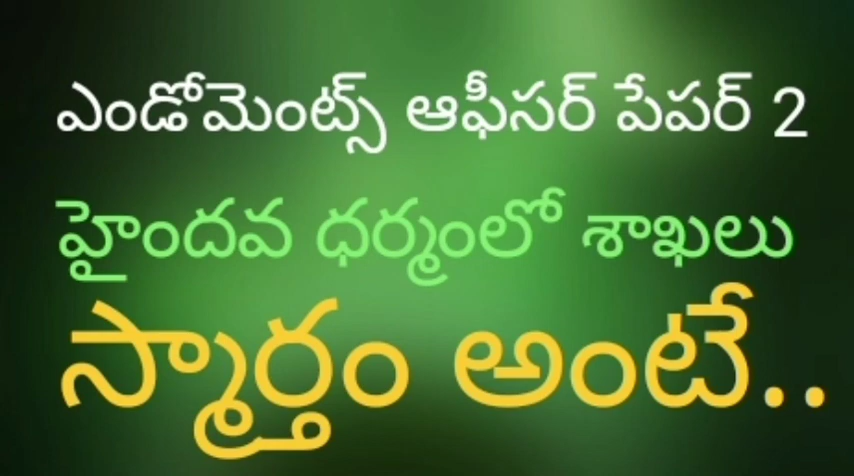 ఎండోమెంట్స్ ఆఫీసర్ పేపర్ 2
హైందవ ధర్మంలో శాఖలు
స్మార్తం అంటే..